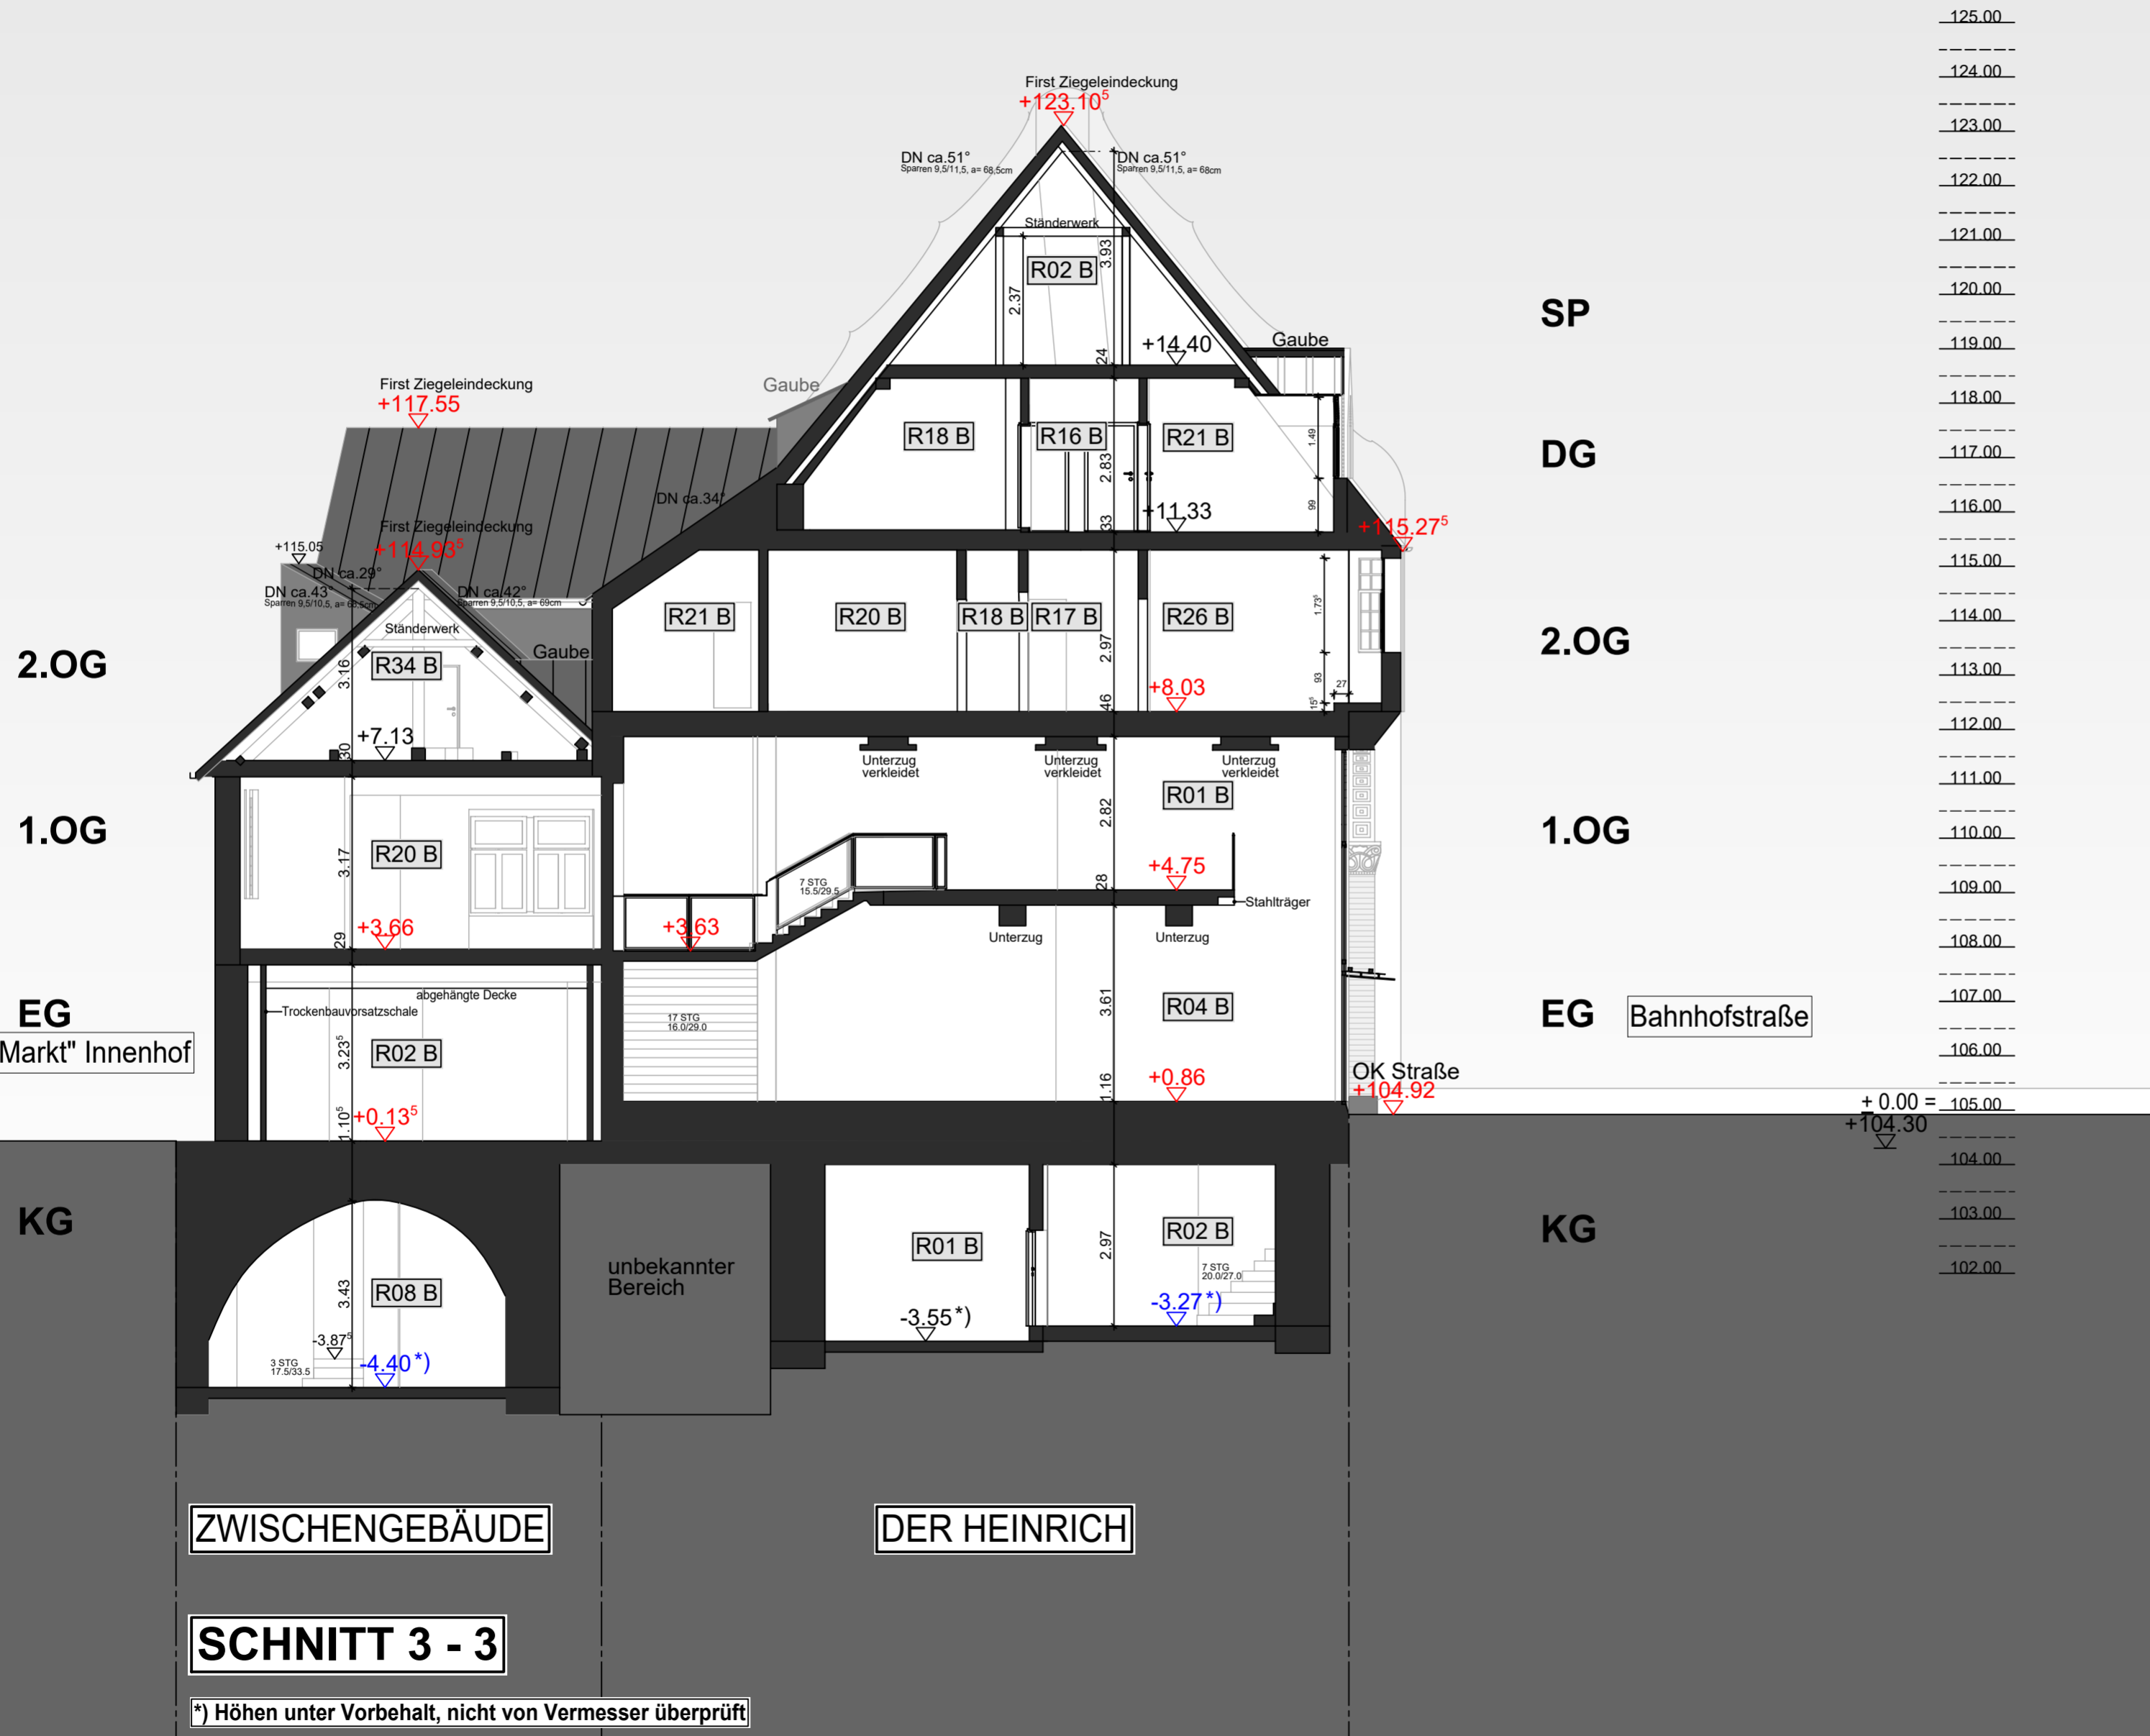 125.00
124.00
123.00
122.00
121.00
120.00
119.00
118.00
117.00
116.00
115.00
114.00
113.00
112.00
111.00
110.00
109.00
108.00
107.00
106.00
105.00
104.00
103.00
102.00
+ 0.00 =
+104.30
First Ziegeleindeckung
+123.10⁵
DN ca.51°
Sparren 9,5/11,5, a= 68,5cm
DN ca.51°
Sparren 9,5/11,5, a= 68cm
Ständerwerk
3.93
R02 B
2.37
SP
+14.40
24
Gaube
First Ziegeleindeckung
+117.55
Gaube
R18 B
R16 B
R21 B
1.49
2.83
DG
DN ca.34°
99
+11.33
33
First Ziegeleindeckung
+115.27⁵
+115.05
+114.93⁵
DN ca.29°
DN ca.43°
DN ca.42°
Sparren 9,5/10,5, a= 69cm
1.73⁵
R21 B
R20 B
R18 B
R17 B
R26 B
Ständerwerk
2.OG
Gaube
2.97
2.OG
R34 B
3.16
93
27
+8.03
46
15⁵
+7.13
30
Unterzug
verkleidet
Unterzug
verkleidet
Unterzug
verkleidet
R01 B
2.82
1.OG
1.OG
R20 B
3.17
+4.75
28
7 STG
15.5/29.5
Stahlträger
+3.66
29
+3.63
Unterzug
Unterzug
abgehängte Decke
Trockenbauvorsatzschale
EG
R04 B
3.61
EG
Bahnhofstraße
17 STG
16.0/29.0
Markt" Innenhof
R02 B
3.23⁵
OK Straße
+104.92
+0.86
1.16
+0.13⁵
1.10⁵
KG
KG
R01 B
R02 B
2.97
unbekannter
Bereich
7 STG
20.0/27.0
R08 B
3.43
-3.55*)
-3.27*)
-3.87⁵
3 STG
17.5/33.5
-4.40*)
ZWISCHENGEBÄUDE
DER HEINRICH
SCHNITT 3 - 3
*) Höhen unter Vorbehalt, nicht von Vermesser überprüft